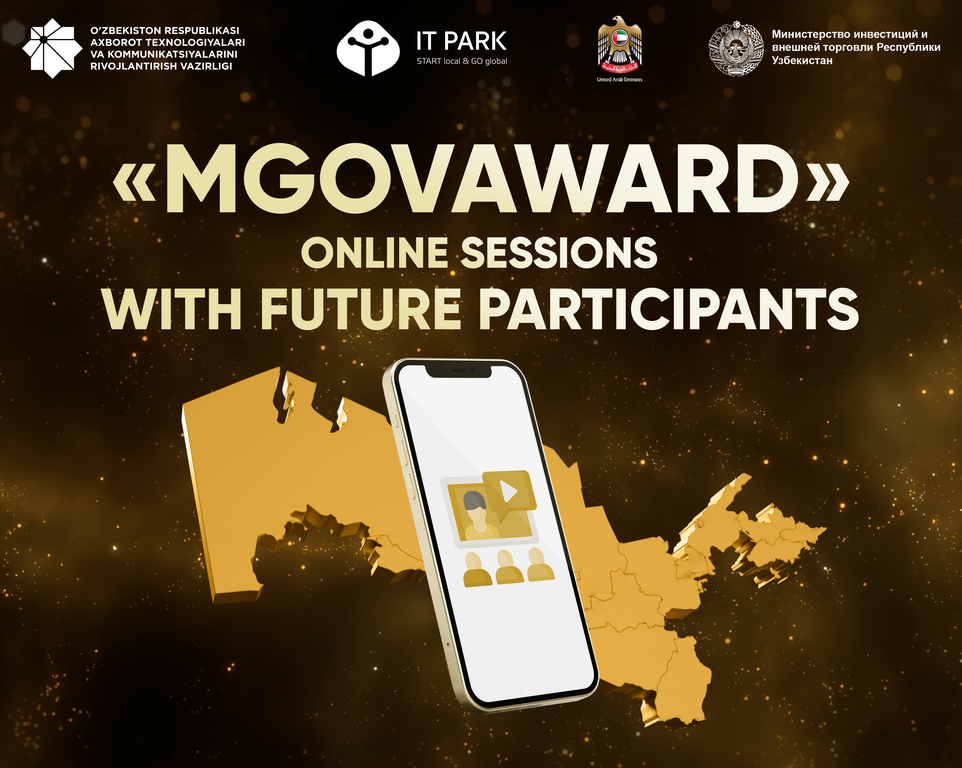 O‘ZBEKISTON RESPUBLIKASI
AXBOROT TEXNOLOGIYALARI
VA KOMMUNIKATSIYALARINI
RIVOJLANTIRISH VAZIRLIGI
IT PARK
START local & GO global
United Arab Emirates
Министерство инвестиций и
внешней торговли Республики
Узбекистан
«MGOVAWARD»
ONLINE SESSIONS
WITH FUTURE PARTICIPANTS